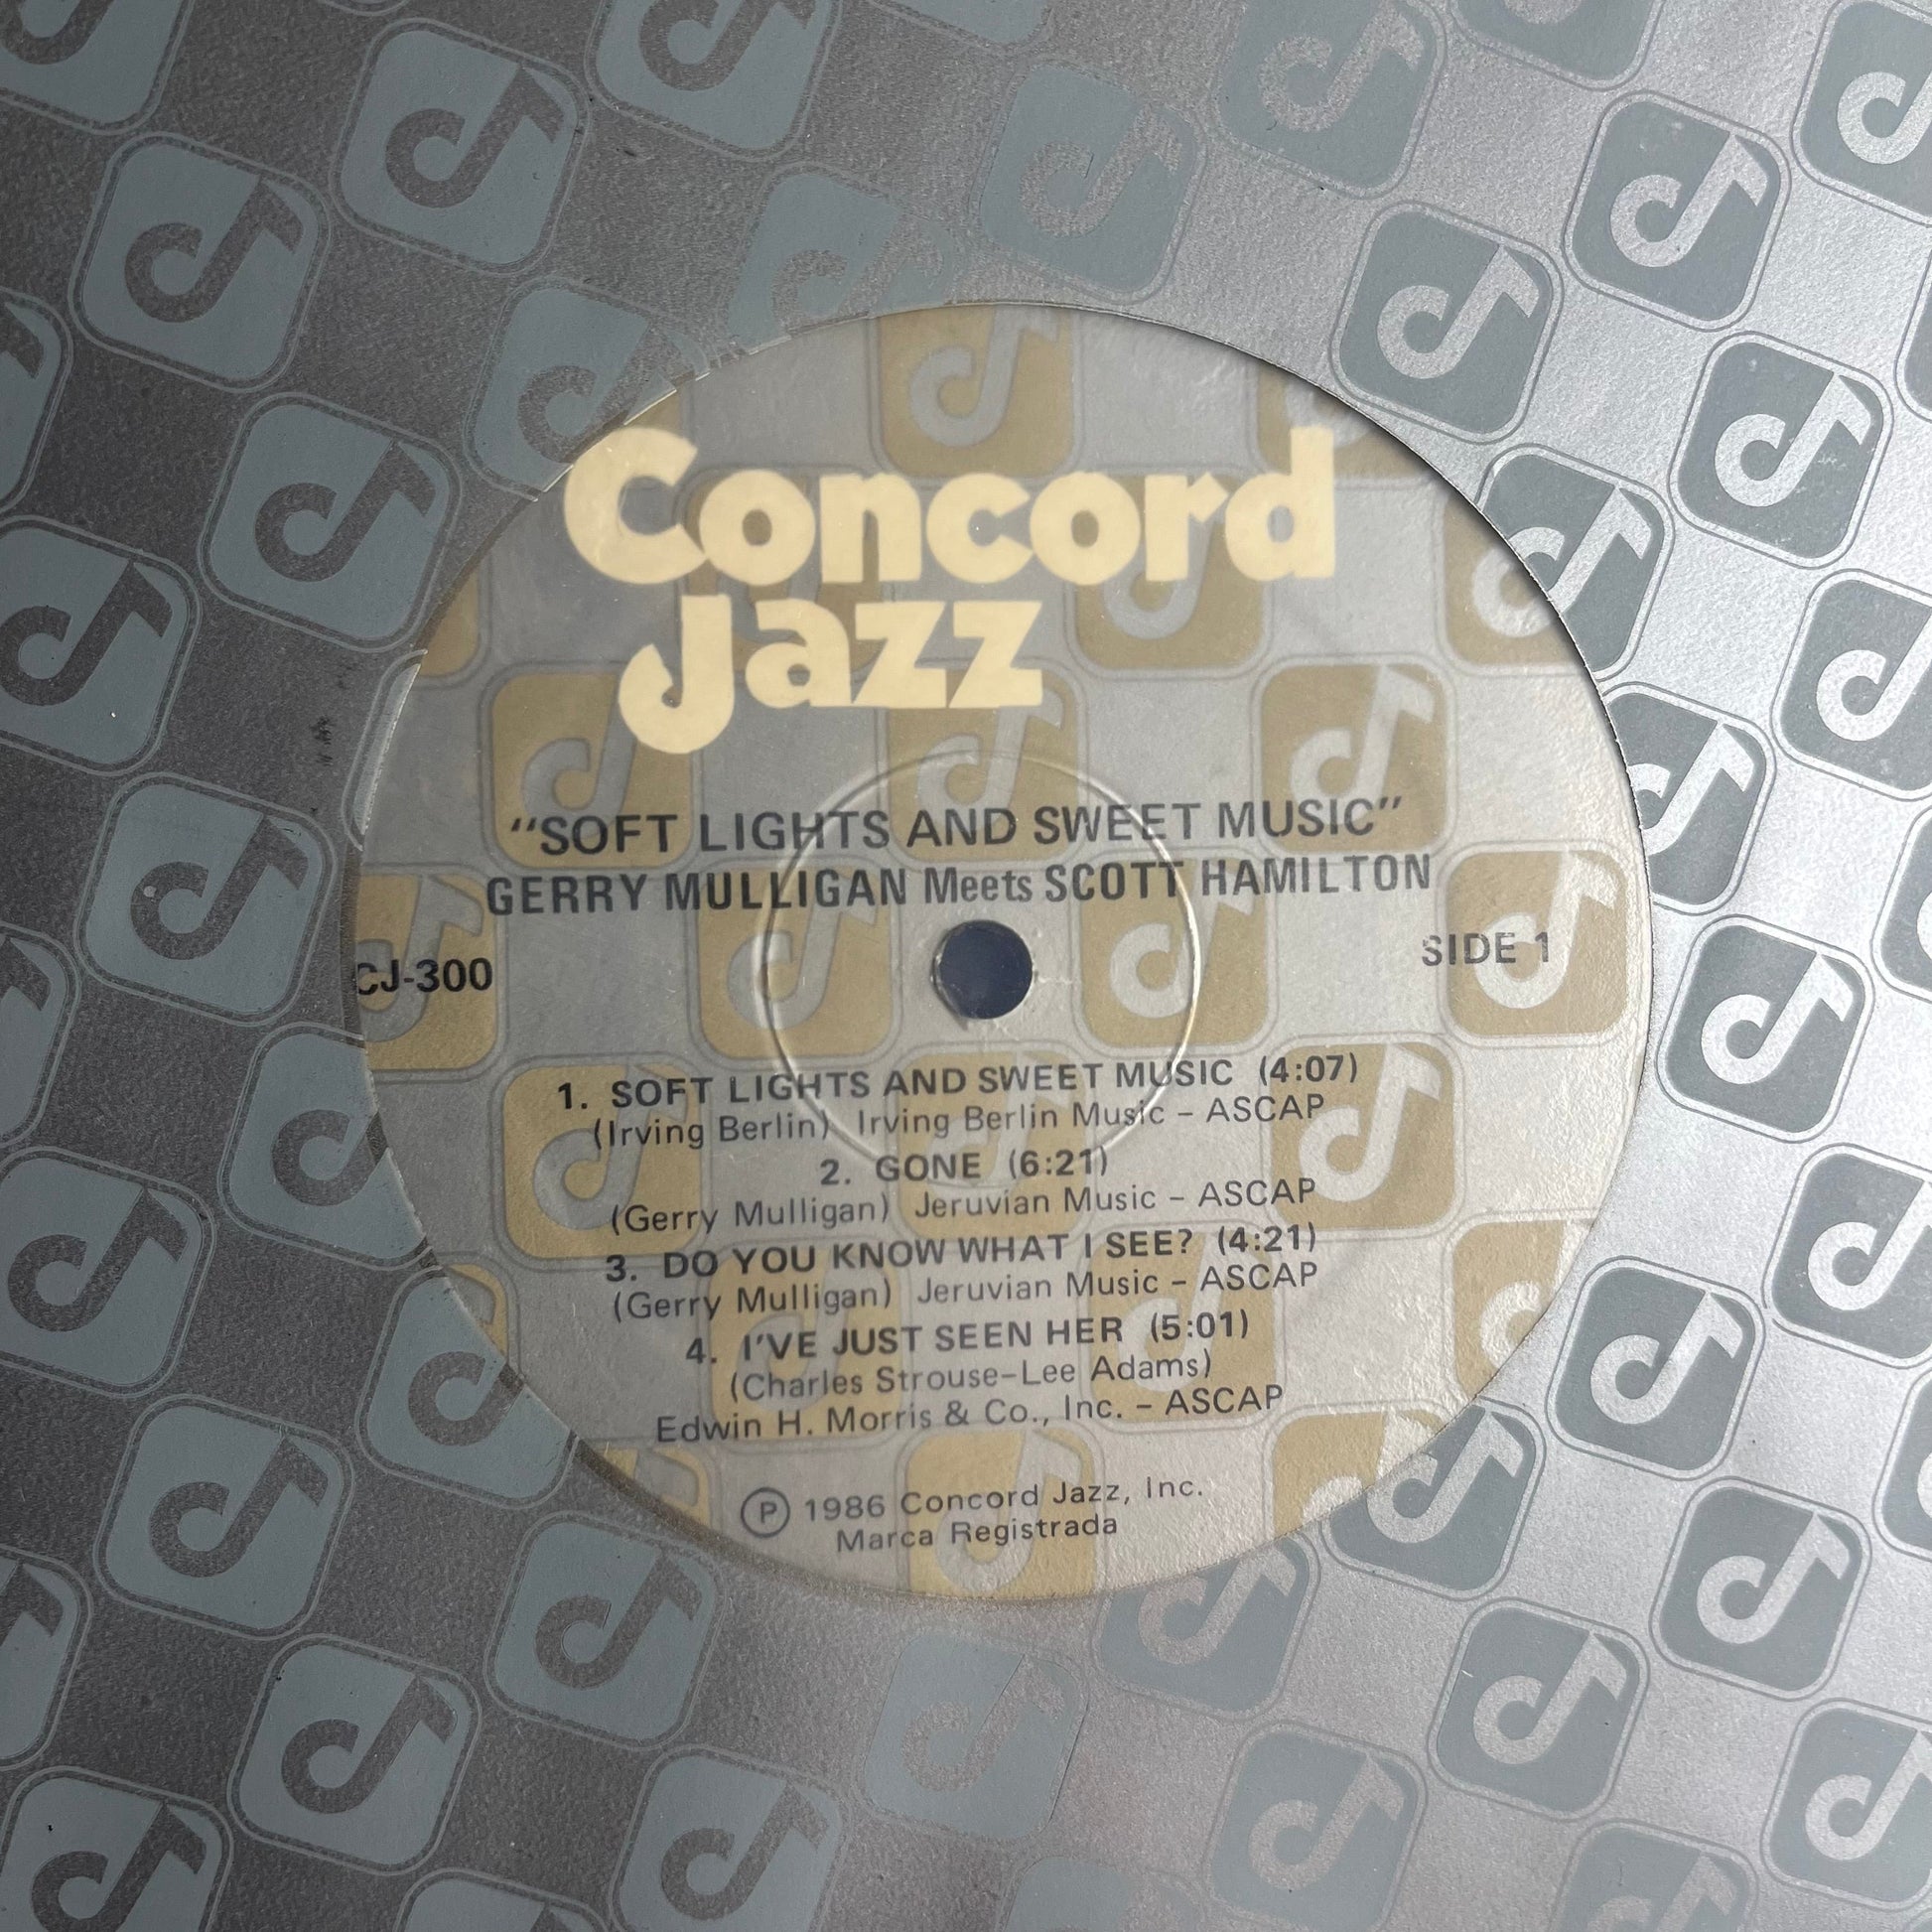 Concord
Jazz
“SOFT LIGHTS AND SWEET MUSIC”
GERRY MULLIGAN Meets SCOTT HAMILTON
CJ-300
SIDE 1
1. SOFT LIGHTS AND SWEET MUSIC (4:07)
(Irving Berlin) Irving Berlin Music – ASCAP
2. GONE (6:21)
(Gerry Mulligan) Jeruvian Music – ASCAP
3. DO YOU KNOW WHAT I SEE? (4:21)
(Gerry Mulligan) Jeruvian Music – ASCAP
4. I'VE JUST SEEN HER (5:01)
(Charles Strouse–Lee Adams)
Edwin H. Morris & Co., Inc. – ASCAP
℗ 1986 Concord Jazz, Inc.
Marca Registrada